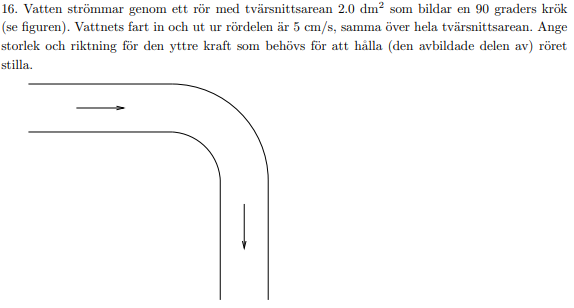 16. Vatten strömmar genom ett rör med tvärsnittsarean 2.0 dm² som bildar en 90 graders krök
(se figuren). Vattnets fart in och ut ur rördelen är 5 cm/s, samma över hela tvärsnittsarean. Ange
storlek och riktning för den yttre kraft som behövs för att hålla (den avbildade delen av) röret
stilla.